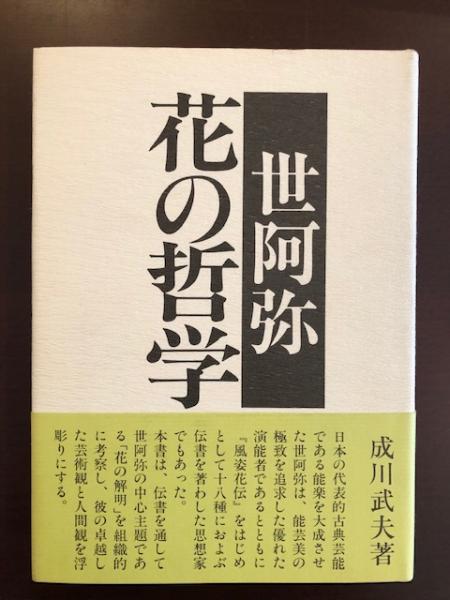 世阿弥
花の哲学
成川武夫著
日本の代表的古典芸能
である能楽を大成させ
た世阿弥は、能芸美の
極致を追求した優れた
演能者であるとともに
『風姿花伝』をはじめ
として十八種におよぶ
伝書を著わした思想家
でもあった。
本書は、伝書を通して
世阿弥の中心主題であ
る「花の解明」を組織的
に考察し、彼の卓越し
た芸術観と人間観を浮
彫りにする。